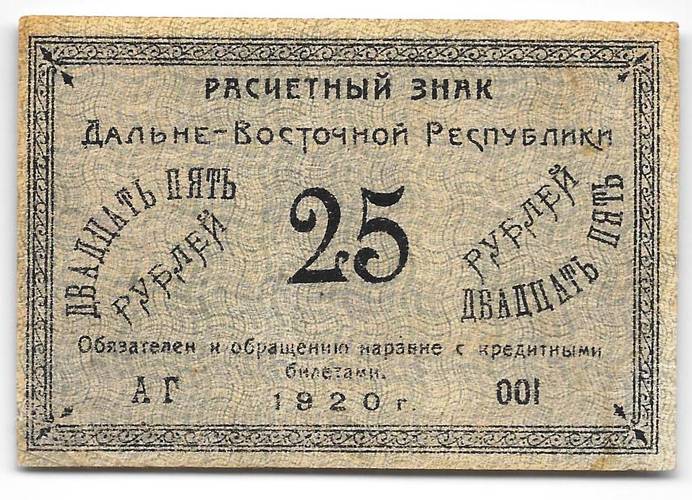 РАСЧЕТНЫЙ ЗНАК
ДАЛЬНЕ-ВОСТОЧНОЙ РЕСПУБЛИКИ
ДВАДЦАТЬ ПЯТЬ
РУБЛЕЙ
25
РУБЛЕЙ
ДВАДЦАТЬ ПЯТЬ
Обязателен к обращению наравне с кредитными
билетами.
АГ
001
1920 г.